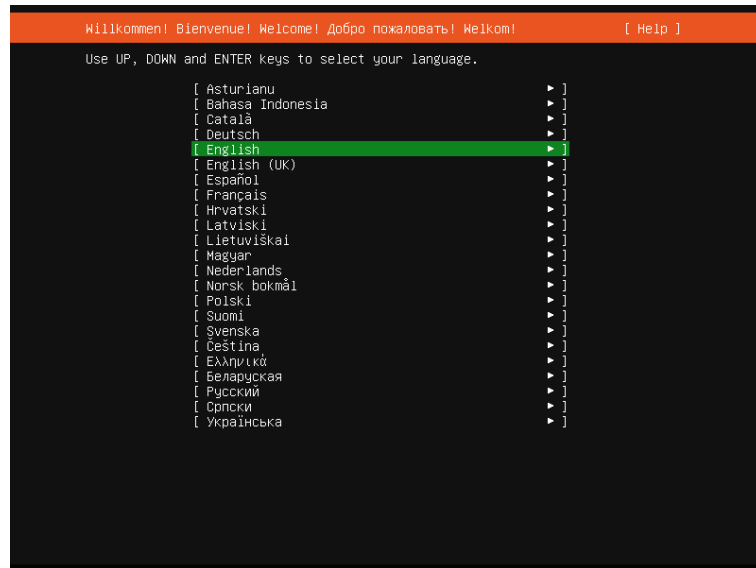 Willkommen! Bienvenue! Welcome! Добро пожаловать! Welkom! [ Help ]
Use UP, DOWN and ENTER keys to select your language.
[ Asturianu ► ]
[ Bahasa Indonesia ► ]
[ Català ► ]
[ Deutsch ► ]
[ English ► ]
[ English (UK) ► ]
[ Español ► ]
[ Français ► ]
[ Hrvatski ► ]
[ Latviski ► ]
[ Lietuviškai ► ]
[ Magyar ► ]
[ Nederlands ► ]
[ Norsk bokmål ► ]
[ Polski ► ]
[ Suomi ► ]
[ Svenska ► ]
[ Čeština ► ]
[ Ελληνικά ► ]
[ Беларуская ► ]
[ Русский ► ]
[ Српски ► ]
[ Українська ► ]